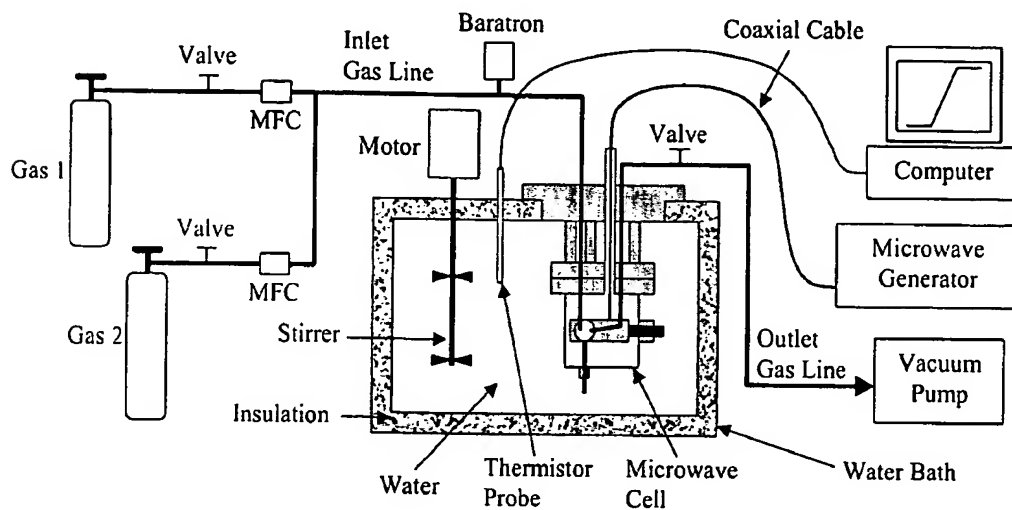 Baratron
Coaxial Cable
Valve
Inlet
Gas Line
MFC
Gas 1
Motor
Valve
Computer
Valve
MFC
Gas 2
Microwave
Generator
Stirrer
Outlet
Gas Line
Vacuum
Pump
Insulation
Water
Thermistor
Probe
Microwave
Cell
Water Bath